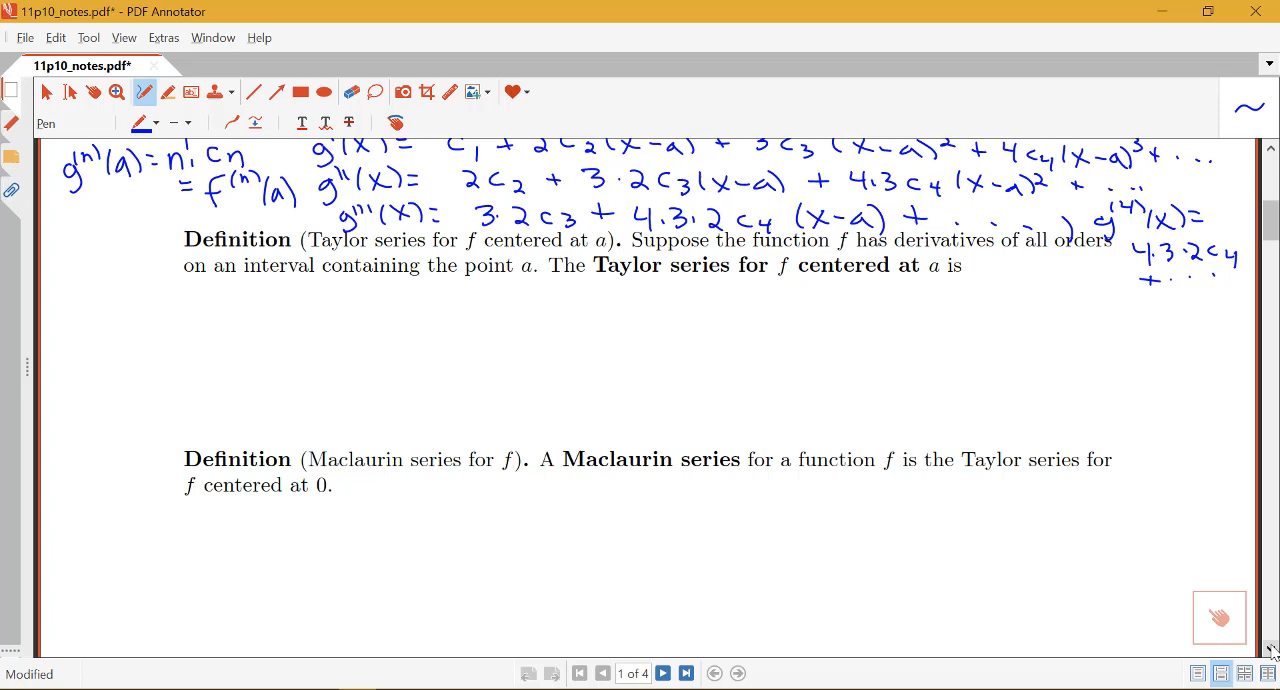 11p10_notes.pdf* - PDF Annotator
File Edit Tool View Extras Window Help
11p10_notes.pdf*
Pen
g'(x) = c₁ + 2c₂(x-a) + 3c₃(x-a)² + 4c₄(x-a)³ + ...
g⁽ⁿ⁾(a) = n! cn
= f⁽ⁿ⁾(a)
g''(x) = 2c₂ + 3·2c₃(x-a) + 4·3c₄(x-a)² + ...
g'''(x) = 3·2c₃ + 4·3·2c₄(x-a) + ... , g⁽⁴⁾(x) =
4·3·2c₄
+ ...
Definition (Taylor series for f centered at a). Suppose the function f has derivatives of all orders
on an interval containing the point a. The Taylor series for f centered at a is
Definition (Maclaurin series for f). A Maclaurin series for a function f is the Taylor series for
f centered at 0.
Modified
1 of 4